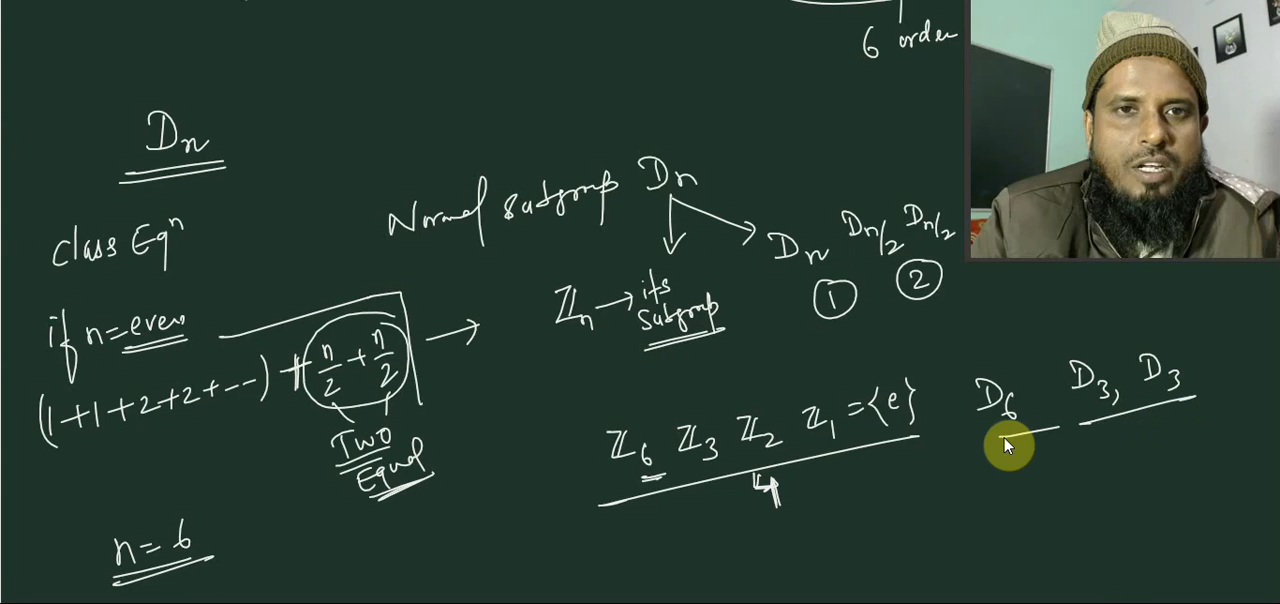 6 order
Dn
Normal Subgroup Dn
class Eqⁿ
Dn Dn/2 Dn/2
① ②
ℤn → its
Subgroup
if n=even
(1+1+2+2+---) + n/2 + n/2 →
Two
Equal
ℤ6 ℤ3 ℤ2 ℤ1 = {e} D6 D3, D3
4
n=6